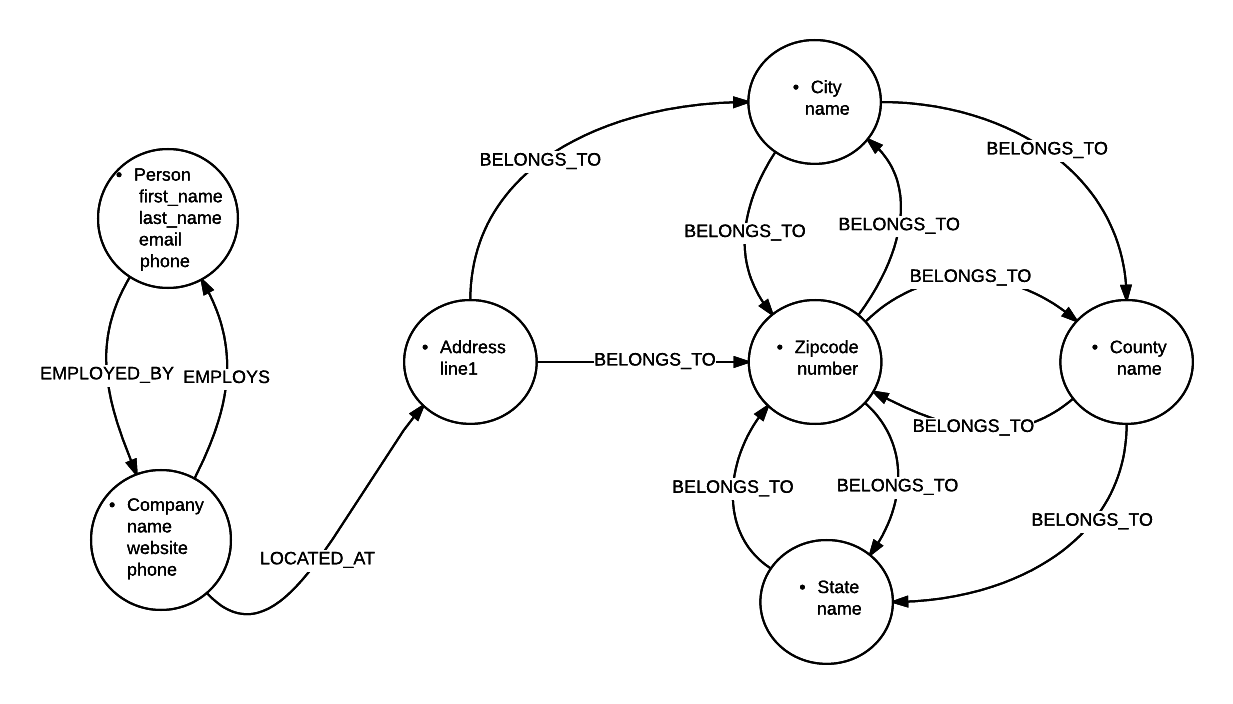 • City
name
BELONGS_TO
BELONGS_TO
• Person
first_name
last_name
email
phone
BELONGS_TO
BELONGS_TO
BELONGS_TO
• Address
line1
BELONGS_TO
• Zipcode
number
• County
name
EMPLOYED_BY
EMPLOYS
BELONGS_TO
BELONGS_TO
BELONGS_TO
• Company
name
website
phone
BELONGS_TO
LOCATED_AT
• State
name